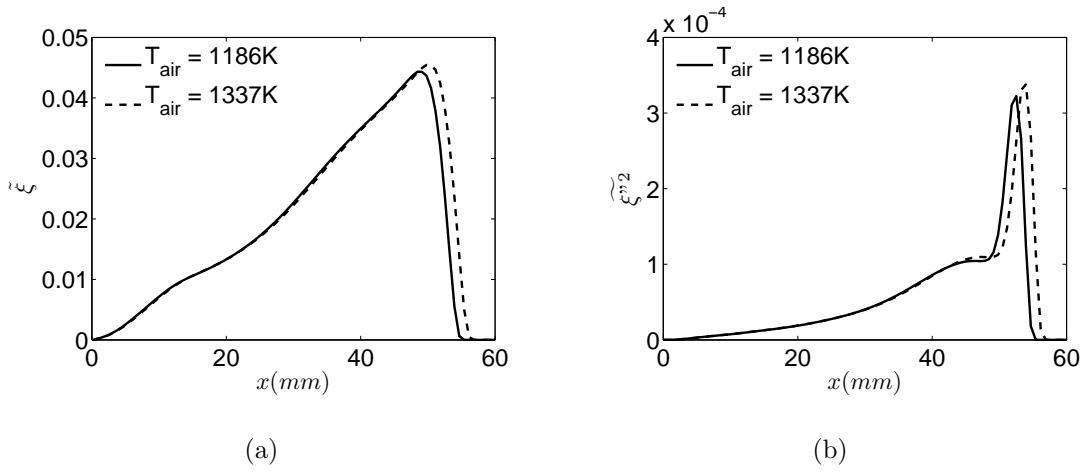 0.05
0.04
0.03
0.02
0.01
0
T_air = 1186K
T_air = 1337K
ξ̃
0 20 40 60
x(mm)
(a)
x 10⁻⁴
4
3
2
1
0
T_air = 1186K
T_air = 1337K
ξ̃''²
0 20 40 60
x(mm)
(b)